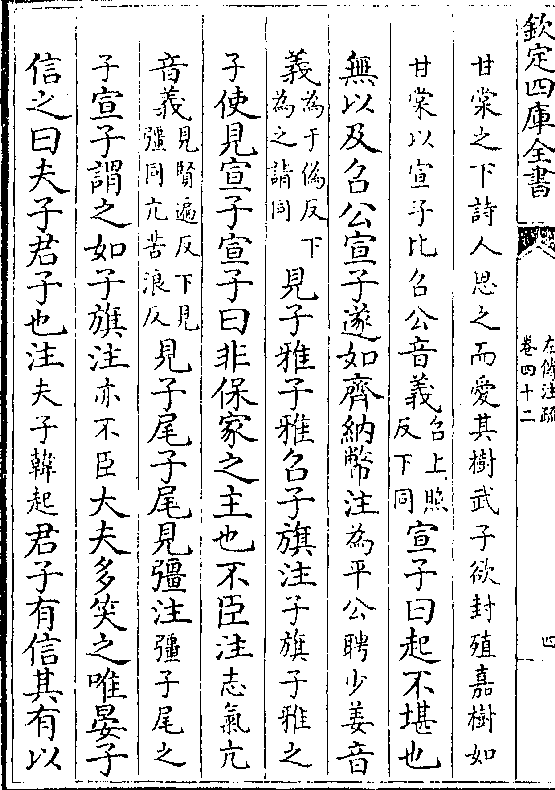 欽定四庫全書
左傳注疏
卷四十二
四
甘棠之下詩人思之而愛其樹武子欲封殖嘉樹如
甘棠以宣子比召公音義召上照反下同宣子曰起不堪也
無以及召公宣子遂如齊納幣注為平公聘少姜音
義為于偽反下為之請同見子雅子雅召子旗注子旗子雅之
子使見宣子宣子曰非保家之主也不臣注志氣亢
音義見賢遍反下見彊同亢苦浪反見子尾子尾見彊注彊子尾之
子宣子謂之如子旗注亦不臣大夫多笑之唯晏子
信之曰夫子君子也注夫子韓起君子有信其有以